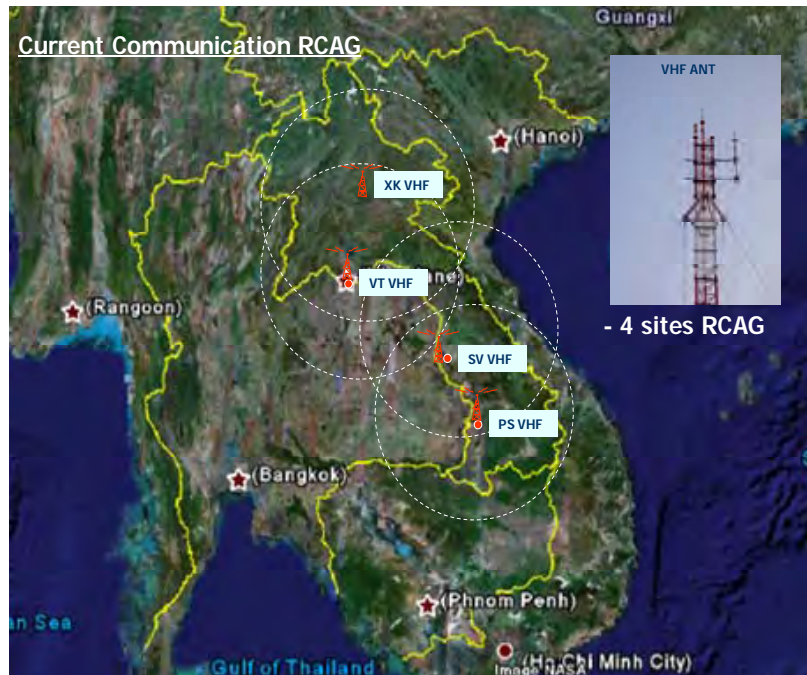 Current Communication RCAG
Guangxi
VHF ANT
(Hanoi)
XK VHF
VT VHF
(Rangoon)
- 4 sites RCAG
SV VHF
PS VHF
(Bangkok)
(Phnom Penh)
an Sea
(Ho Chi Minh City)
Gulf of Thailand
Image NASA